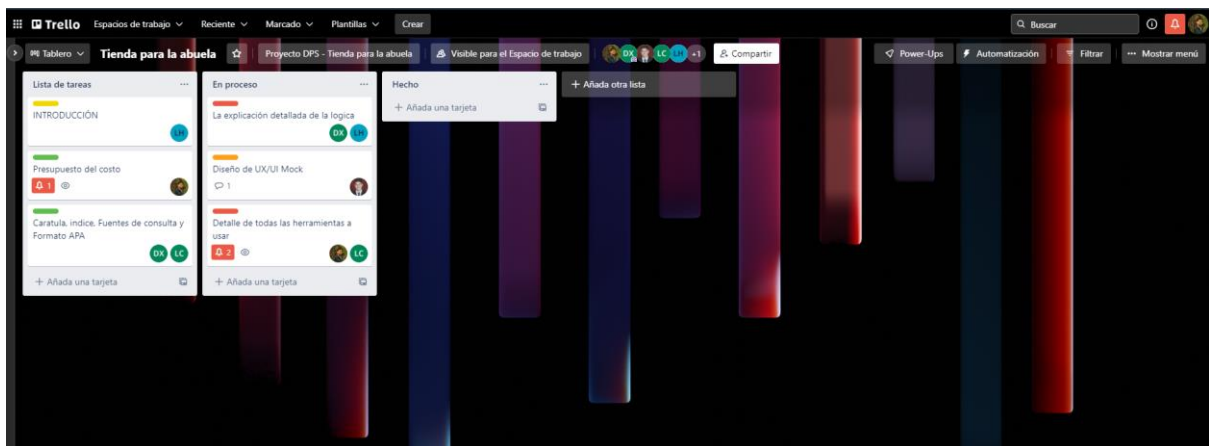 Trello Espacios de trabajo Reciente Marcado Plantillas Crear Buscar
Tablero Tienda para la abuela Proyecto DPS - Tienda para la abuela Visible para el Espacio de trabajo DX LC LH +1 Compartir Power-Ups Automatización Filtrar ··· Mostrar menú
Lista de tareas ···
INTRODUCCIÓN
LH
Presupuesto del costo
1
Caratula, indice, Fuentes de consulta y
Formato APA
DX LC
+ Añada una tarjeta
En proceso ···
La explicación detallada de la logica
DX LH
Diseño de UX/UI Mock
1
Detalle de todas las herramientas a
usar
2
LC
+ Añada una tarjeta
Hecho ···
+ Añada una tarjeta
+ Añada otra lista